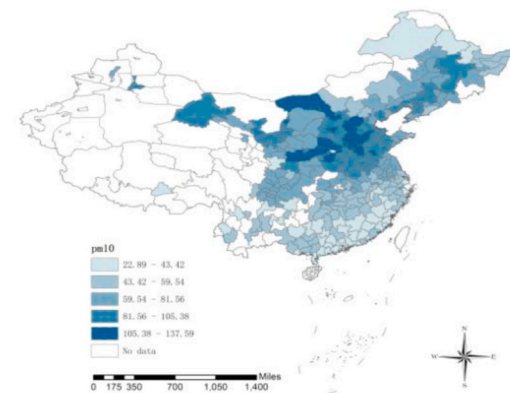 pm10
22.89 - 43.42
43.42 - 59.54
59.54 - 81.56
81.56 - 105.38
105.38 - 137.59
No data
Miles
0 175 350 700 1,050 1,400
N
W E
S